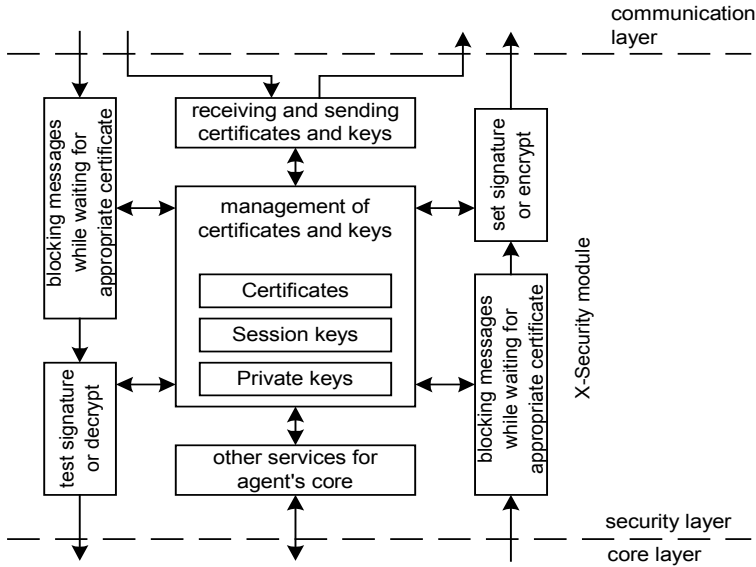 communication
layer
receiving and sending
certificates and keys
blocking messages
while waiting for
appropriate certificate
set signature
or encrypt
management of
certificates and keys
Certificates
Session keys
Private keys
X-Security module
test signature
or decrypt
blocking messages
while waiting for
appropriate certificate
other services for
agent's core
security layer
core layer